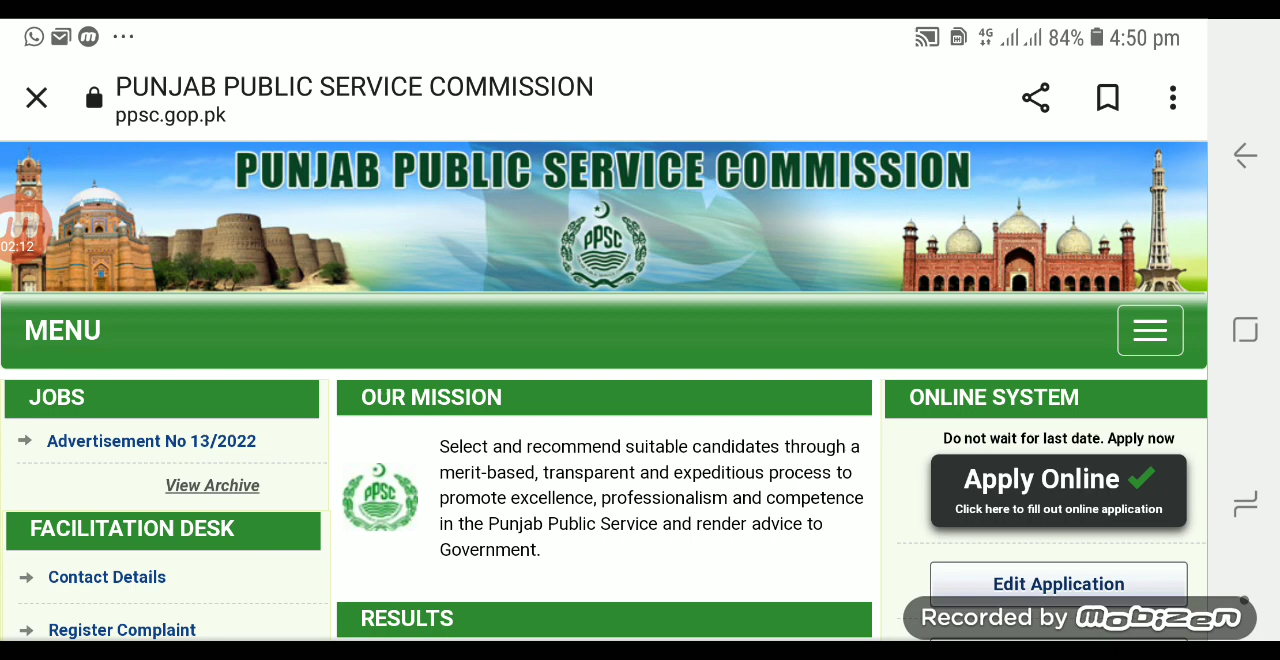 4G 84% 4:50 pm
PUNJAB PUBLIC SERVICE COMMISSION
ppsc.gop.pk
PUNJAB PUBLIC SERVICE COMMISSION
PPSC
02:12
MENU
JOBS
Advertisement No 13/2022
View Archive
FACILITATION DESK
Contact Details
Register Complaint
OUR MISSION
PPSC
Select and recommend suitable candidates through a
merit-based, transparent and expeditious process to
promote excellence, professionalism and competence
in the Punjab Public Service and render advice to
Government.
RESULTS
ONLINE SYSTEM
Do not wait for last date. Apply now
Apply Online
Click here to fill out online application
Edit Application
Recorded by mobizen